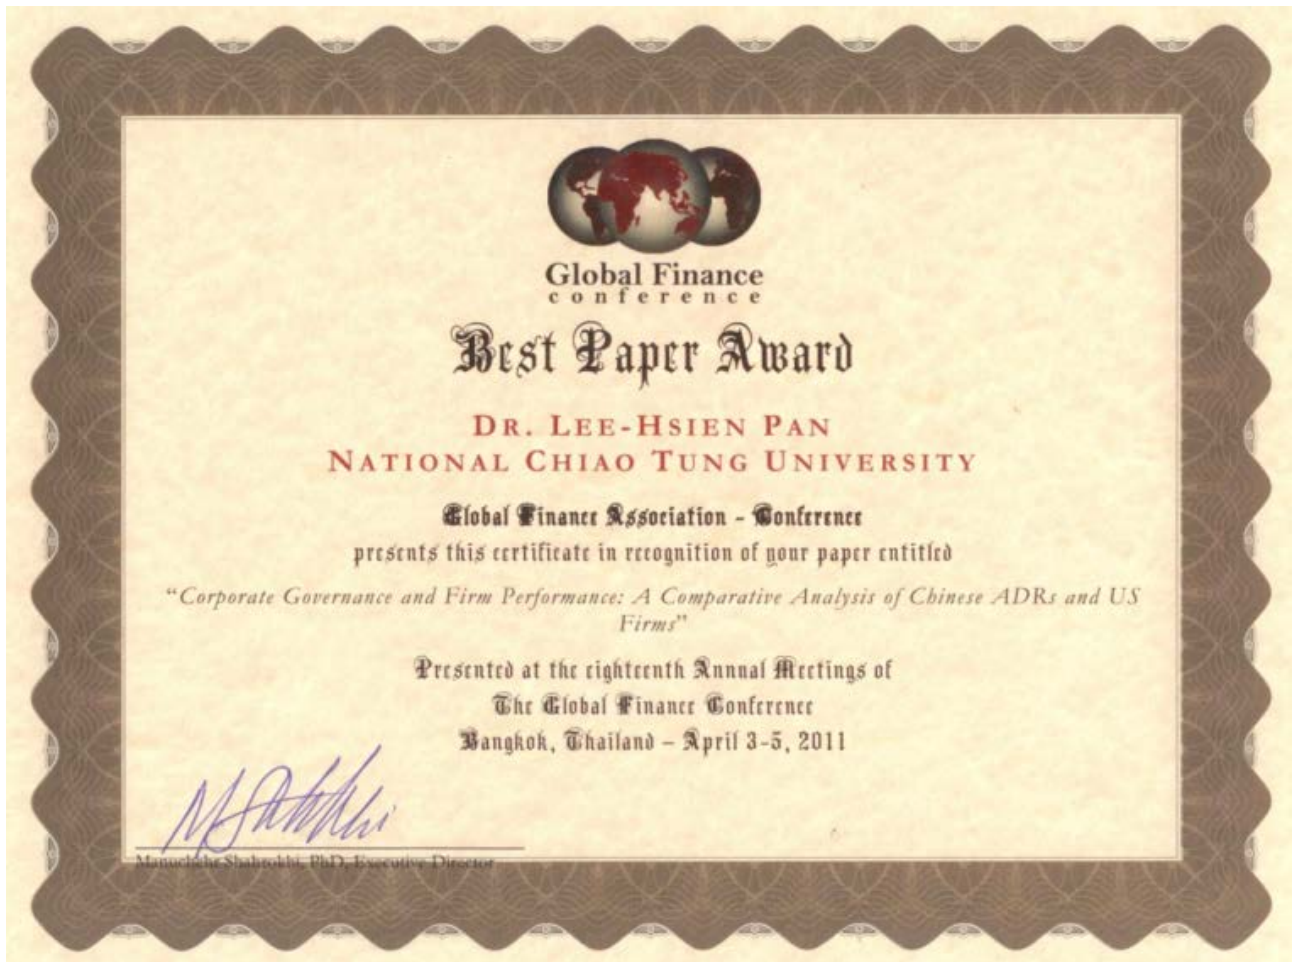 Global Finance
conference
Best Paper Award
DR. LEE-HSIEN PAN
NATIONAL CHIAO TUNG UNIVERSITY
Global Finance Association - Conference
presents this certificate in recognition of your paper entitled
“Corporate Governance and Firm Performance: A Comparative Analysis of Chinese ADRs and US
Firms”
Presented at the eighteenth Annual Meetings of
The Global Finance Conference
Bangkok, Thailand – April 3-5, 2011
Manuchehr Shahrokhi, PhD, Executive Director